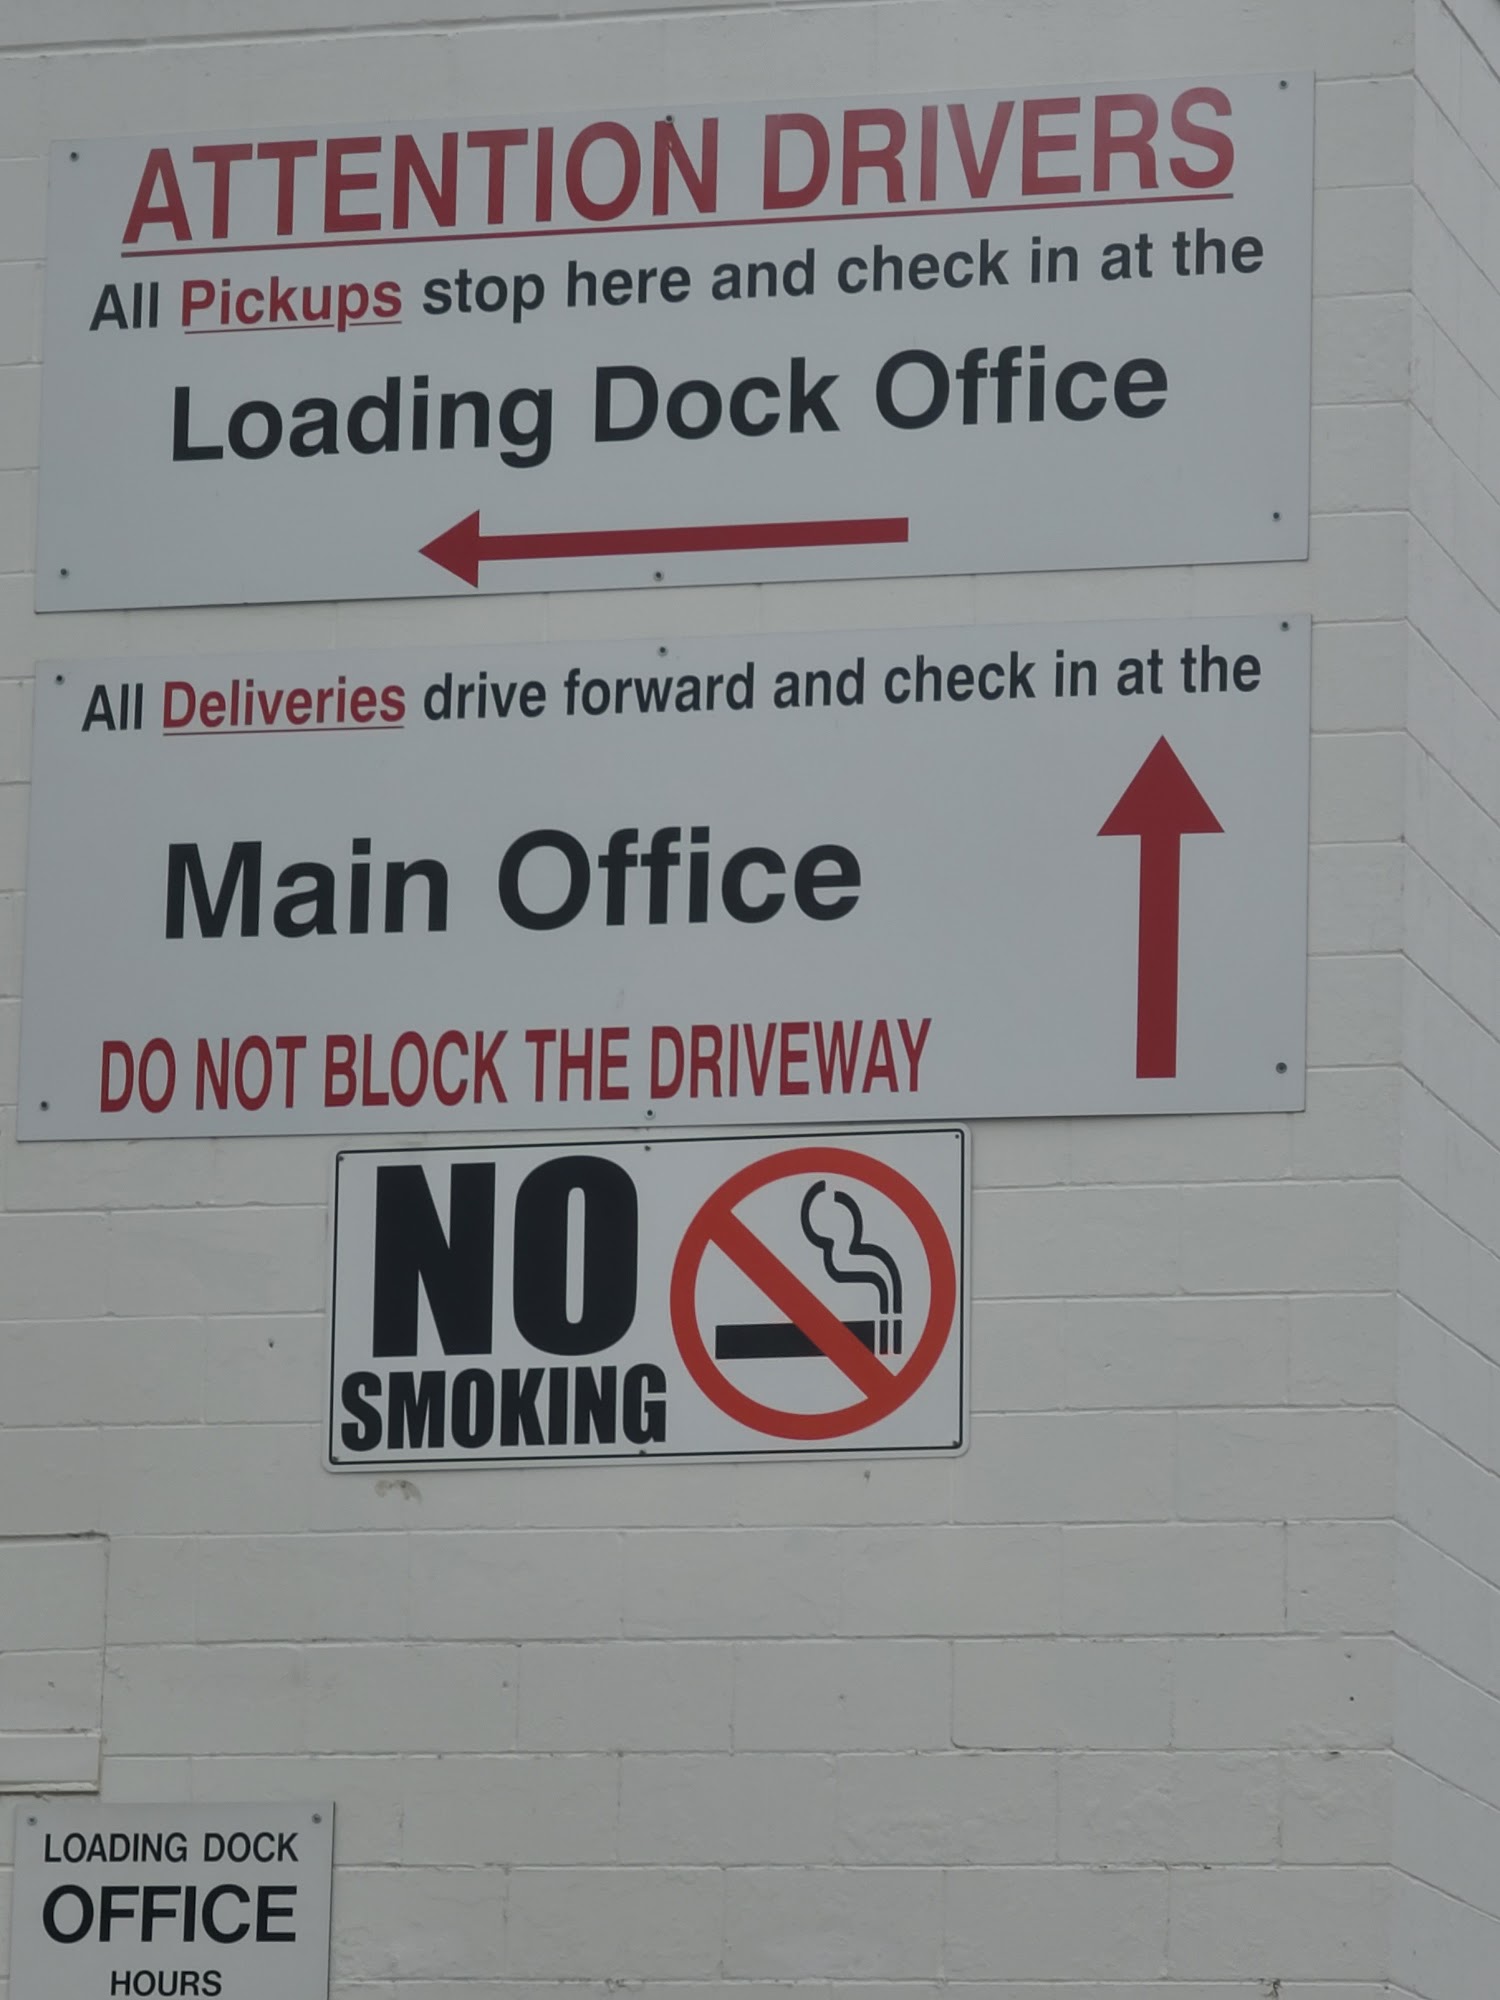 ATTENTION DRIVERS
All Pickups stop here and check in at the
Loading Dock Office
All Deliveries drive forward and check in at the
Main Office
DO NOT BLOCK THE DRIVEWAY
NO
SMOKING
LOADING DOCK
OFFICE
HOURS